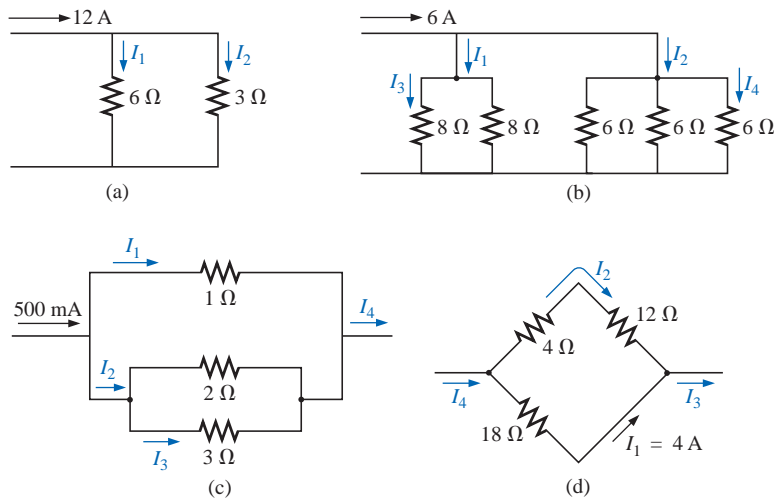 12 A
I₁
I₂
6 Ω
3 Ω
(a)
6 A
I₁
I₂
I₃
I₄
8 Ω
8 Ω
6 Ω
6 Ω
6 Ω
(b)
I₁
1 Ω
500 mA
I₄
I₂
2 Ω
I₃
3 Ω
(c)
I₂
4 Ω
12 Ω
I₄
I₃
18 Ω
I₁ = 4 A
(d)